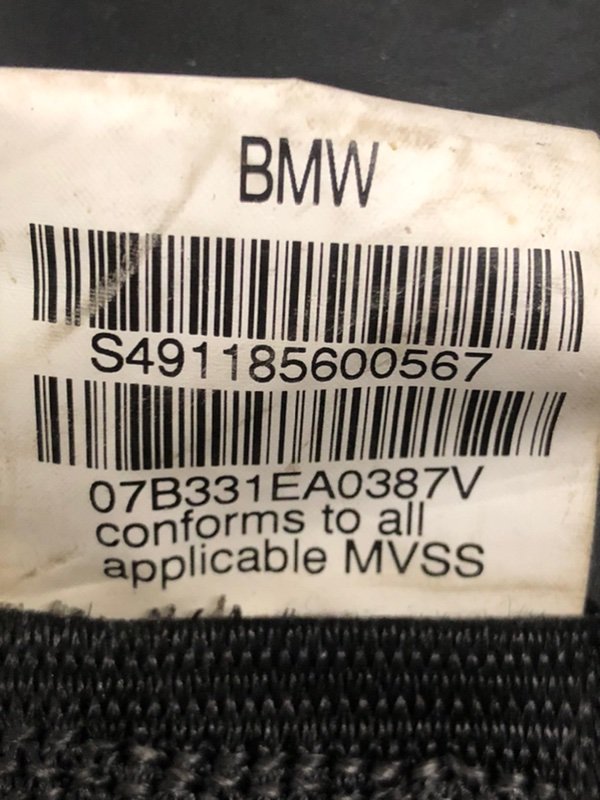 BMW
S491185600567
07B331EA0387V
conforms to all
applicable MVSS